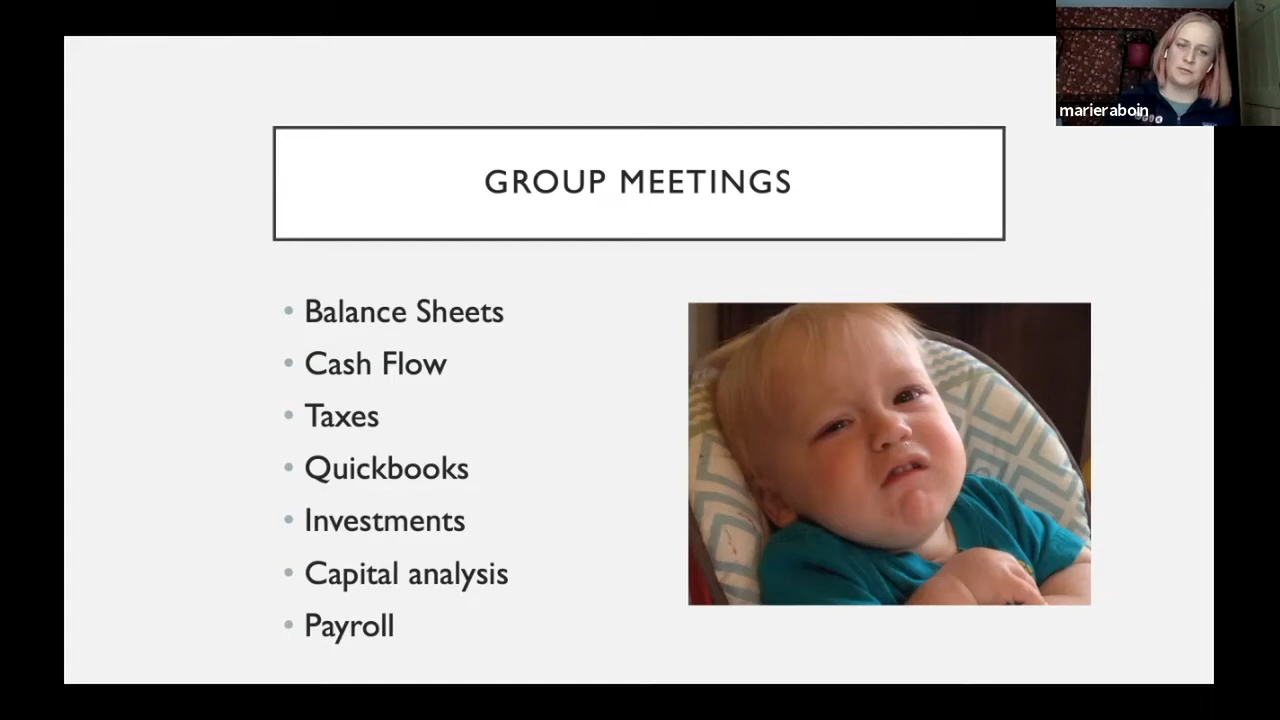 marieraboin
GROUP MEETINGS
• Balance Sheets
• Cash Flow
• Taxes
• Quickbooks
• Investments
• Capital analysis
• Payroll